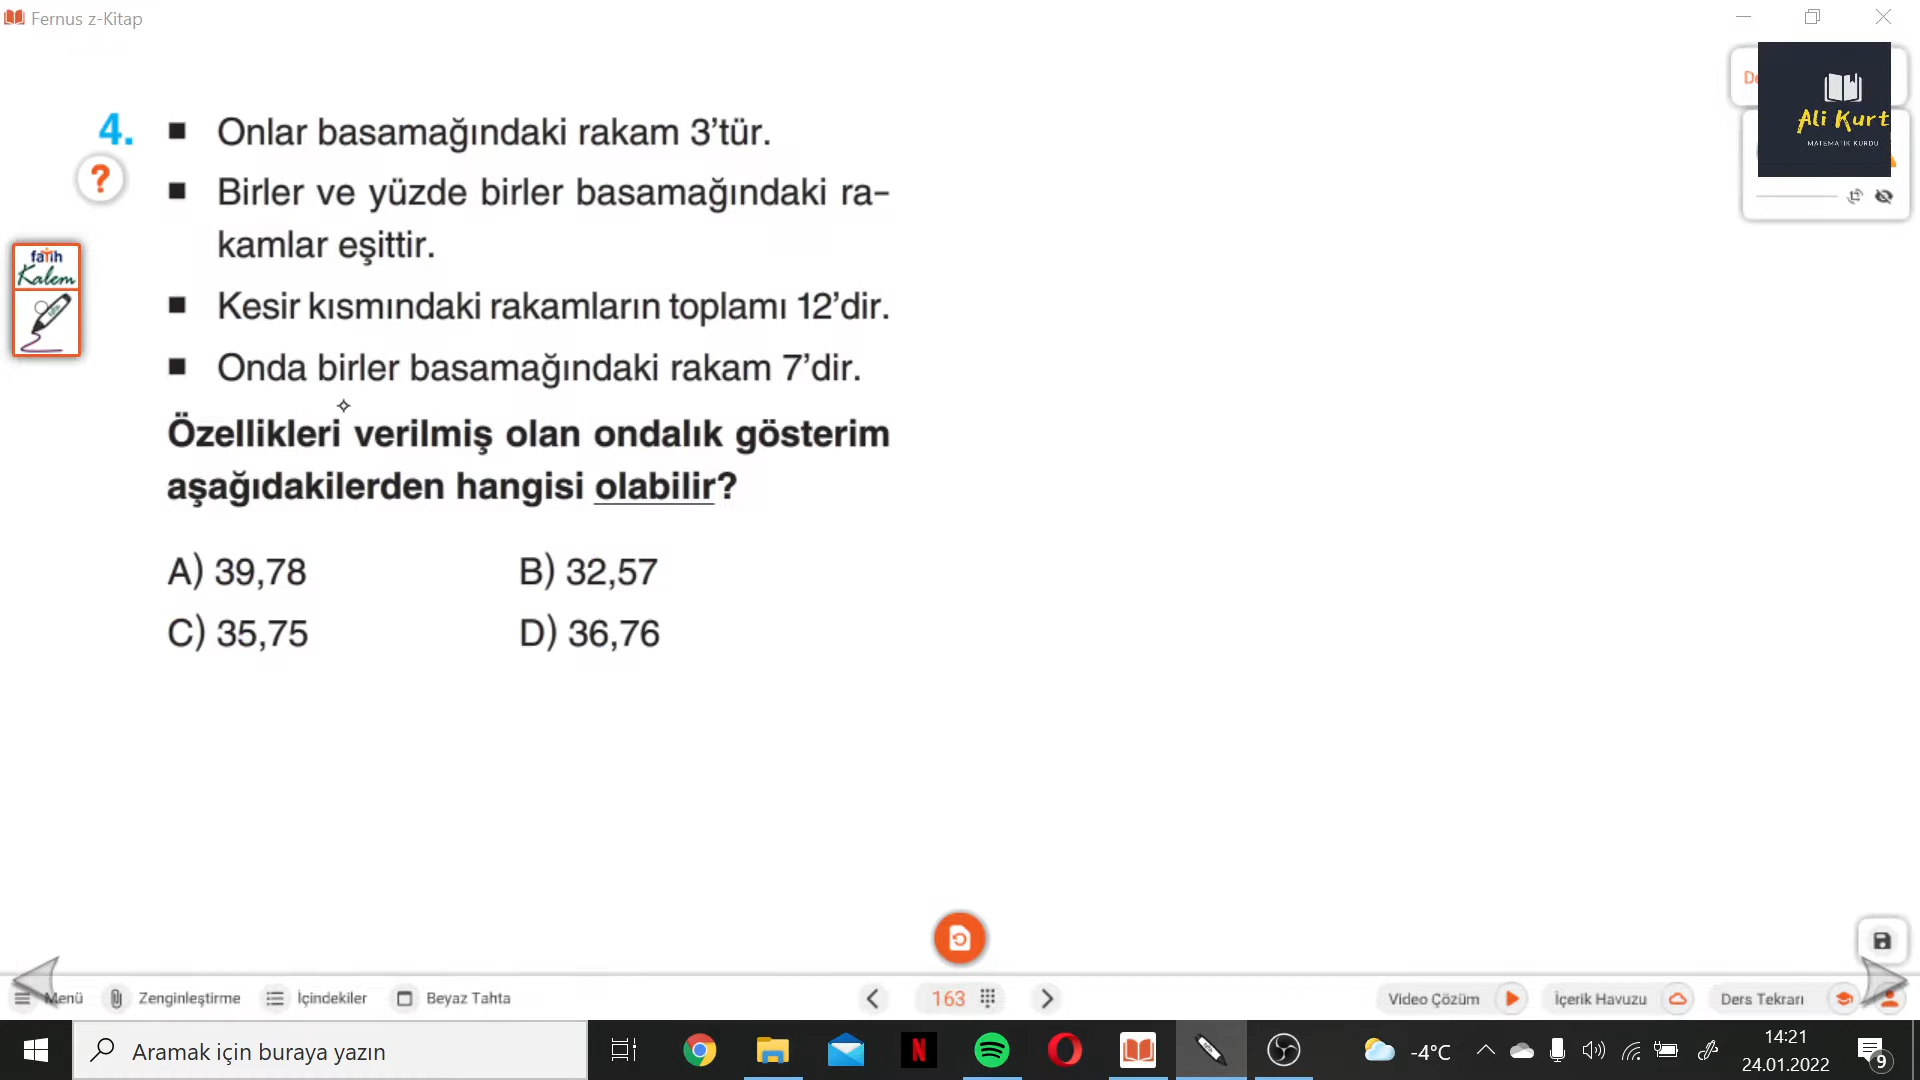 Fernus z-Kitap
4. ■ Onlar basamağındaki rakam 3’tür.
?
■ Birler ve yüzde birler basamağındaki ra-
kamlar eşittir.
■ Kesir kısmındaki rakamların toplamı 12’dir.
■ Onda birler basamağındaki rakam 7’dir.
Özellikleri verilmiş olan ondalık gösterim
aşağıdakilerden hangisi olabilir?
A) 39,78 B) 32,57
C) 35,75 D) 36,76
fatih
Kalem
Ali Kurt
MATEMATİK KURDU
Menü Zenginleştirme İçindekiler Beyaz Tahta 163 Video Çözüm İçerik Havuzu Ders Tekrarı
Aramak için buraya yazın
N
-4°C
14:21
24.01.2022
9